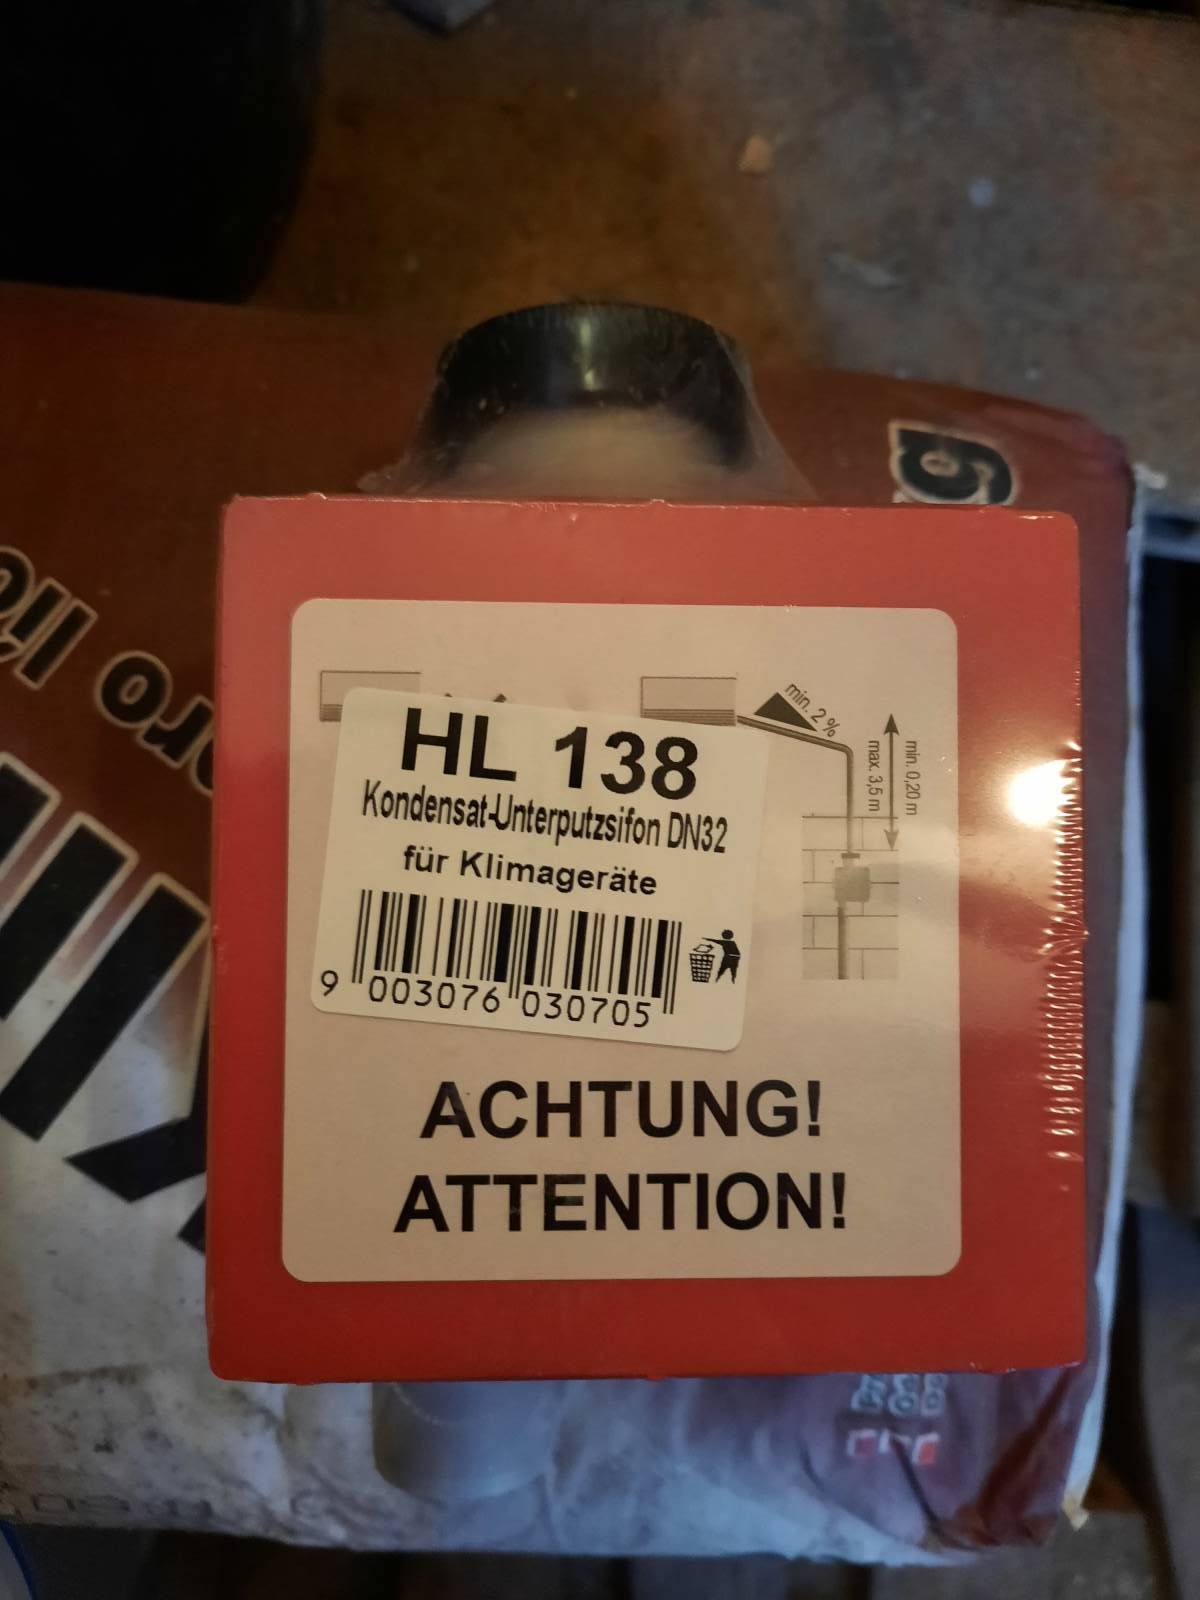 min. 2 %
max. 3,5 m
min. 0,20 m
HL 138
Kondensat-Unterputzsifon DN32
für Klimageräte
9 003076 030705
ACHTUNG!
ATTENTION!